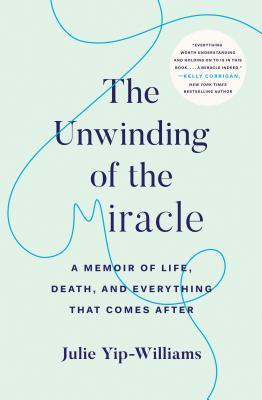 "EVERYTHING
WORTH UNDERSTANDING
AND HOLDING ON TO IS IN THIS
BOOK. . . . A MIRACLE INDEED."
—KELLY CORRIGAN,
NEW YORK TIMES
BESTSELLING AUTHOR
The
Unwinding
of the
Miracle
A MEMOIR OF LIFE,
DEATH, AND EVERYTHING
THAT COMES AFTER
Julie Yip-Williams